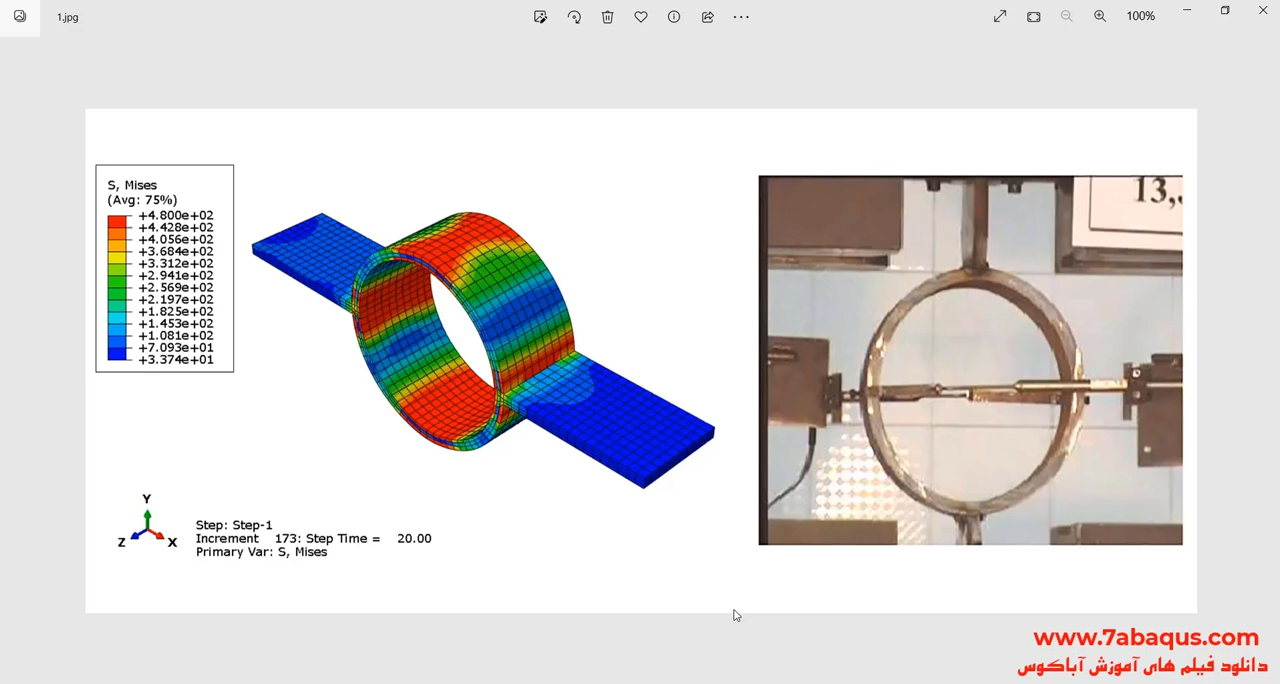 1.jpg
100%
S, Mises
(Avg: 75%)
+4.800e+02
+4.428e+02
+4.056e+02
+3.684e+02
+3.312e+02
+2.941e+02
+2.569e+02
+2.197e+02
+1.825e+02
+1.453e+02
+1.081e+02
+7.093e+01
+3.374e+01
Y
Z
X
Step: Step-1
Increment 173: Step Time = 20.00
Primary Var: S, Mises
www.7abaqus.com
دانلود فیلم های آموزش آباکوس